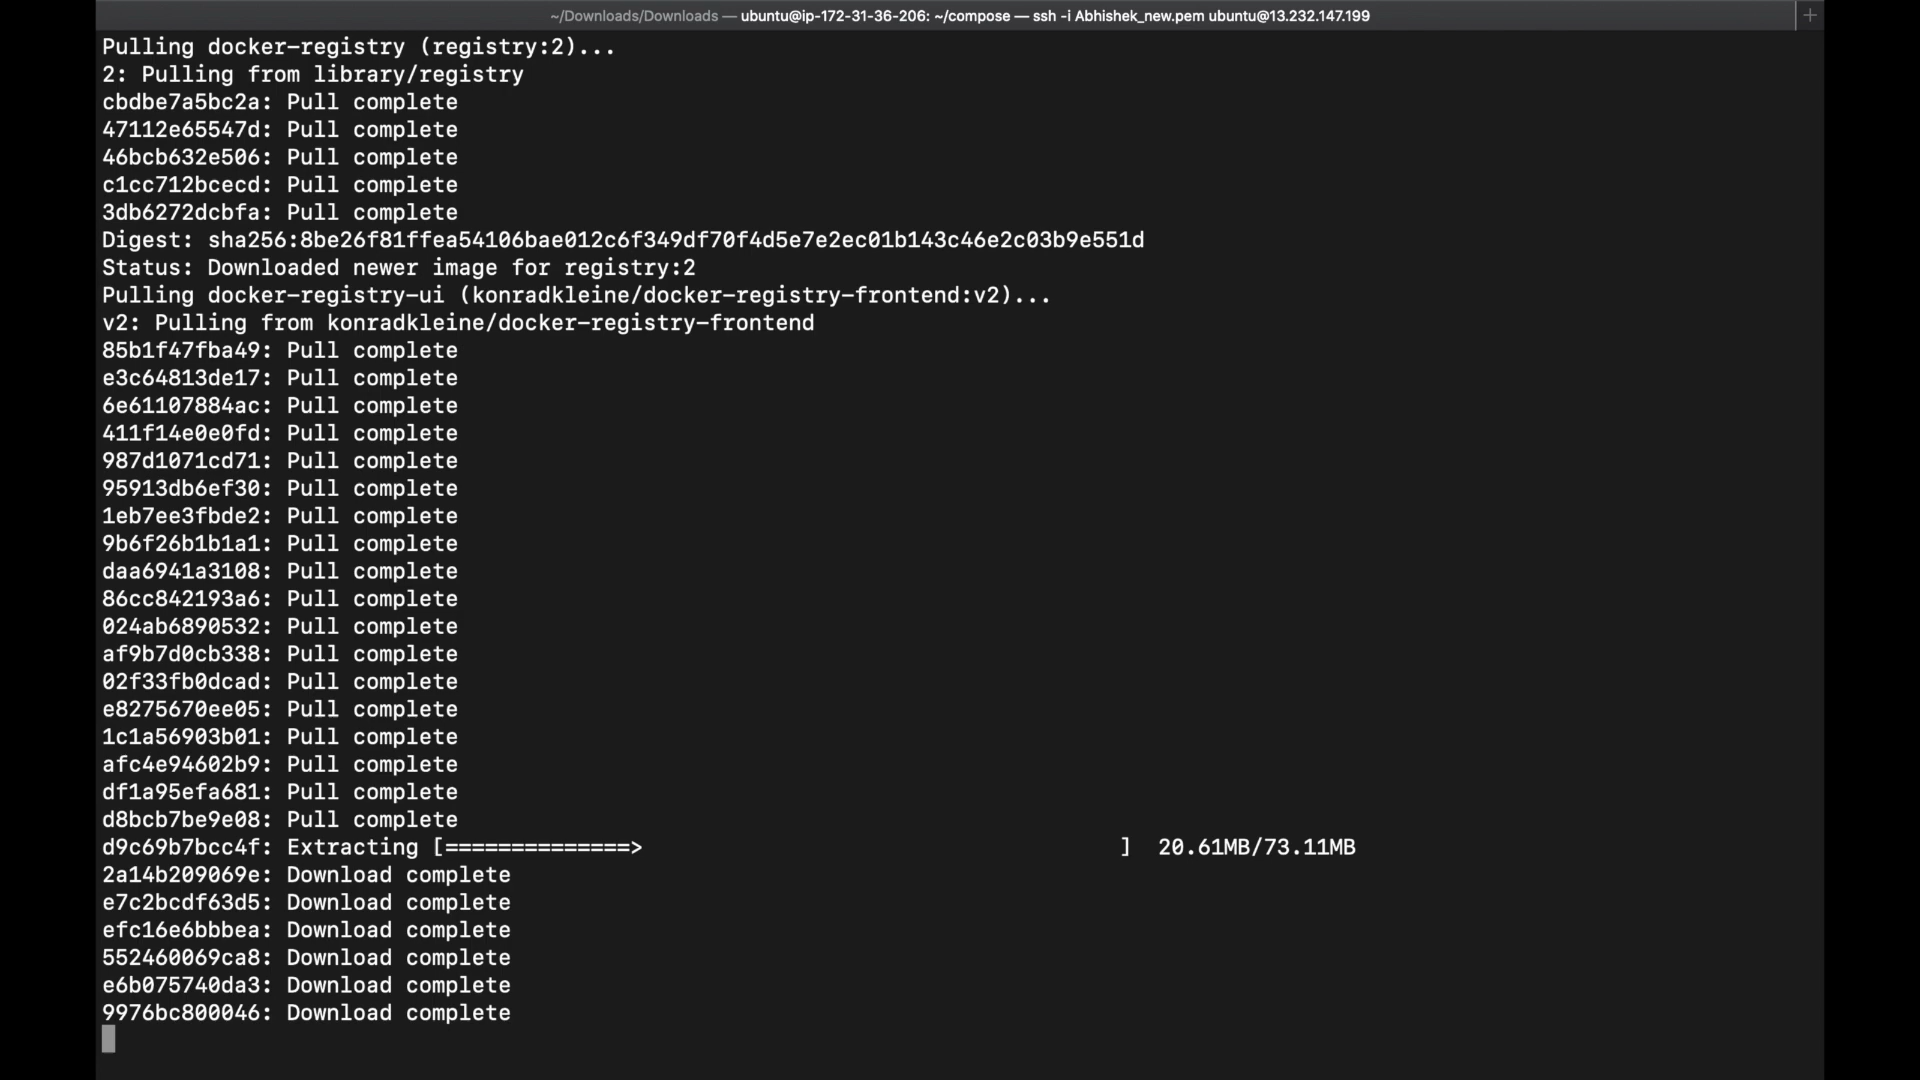 ~/Downloads/Downloads — ubuntu@ip-172-31-36-206: ~/compose — ssh -i Abhishek_new.pem ubuntu@13.232.147.199 +
Pulling docker-registry (registry:2)...
2: Pulling from library/registry
cbdbe7a5bc2a: Pull complete
47112e65547d: Pull complete
46bcb632e506: Pull complete
c1cc712bcecd: Pull complete
3db6272dcbfa: Pull complete
Digest: sha256:8be26f81ffea54106bae012c6f349df70f4d5e7e2ec01b143c46e2c03b9e551d
Status: Downloaded newer image for registry:2
Pulling docker-registry-ui (konradkleine/docker-registry-frontend:v2)...
v2: Pulling from konradkleine/docker-registry-frontend
85b1f47fba49: Pull complete
e3c64813de17: Pull complete
6e61107884ac: Pull complete
411f14e0e0fd: Pull complete
987d1071cd71: Pull complete
95913db6ef30: Pull complete
1eb7ee3fbde2: Pull complete
9b6f26b1b1a1: Pull complete
daa6941a3108: Pull complete
86cc842193a6: Pull complete
024ab6890532: Pull complete
af9b7d0cb338: Pull complete
02f33fb0dcad: Pull complete
e8275670ee05: Pull complete
1c1a56903b01: Pull complete
afc4e94602b9: Pull complete
df1a95efa681: Pull complete
d8bcb7be9e08: Pull complete
d9c69b7bcc4f: Extracting [==============>                                    ]  20.61MB/73.11MB
2a14b209069e: Download complete
e7c2bcdf63d5: Download complete
efc16e6bbbea: Download complete
552460069ca8: Download complete
e6b075740da3: Download complete
9976bc800046: Download complete